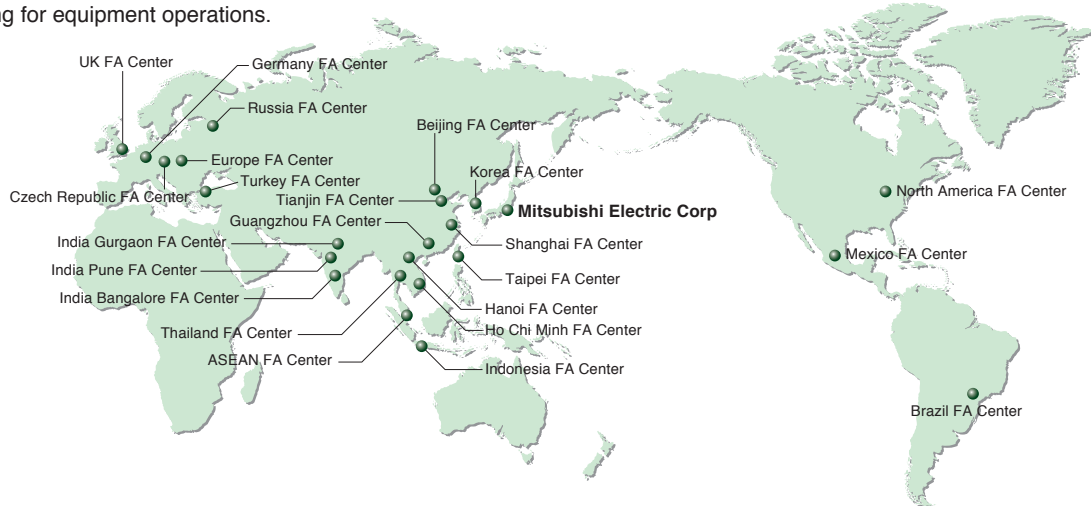 ng for equipment operations.
UK FA Center
Germany FA Center
Russia FA Center
Europe FA Center
Turkey FA Center
Czech Republic FA Center
Beijing FA Center
Korea FA Center
Tianjin FA Center
Mitsubishi Electric Corp
Guangzhou FA Center
India Gurgaon FA Center
Shanghai FA Center
India Pune FA Center
Taipei FA Center
India Bangalore FA Center
Hanoi FA Center
Thailand FA Center
Ho Chi Minh FA Center
ASEAN FA Center
Indonesia FA Center
North America FA Center
Mexico FA Center
Brazil FA Center